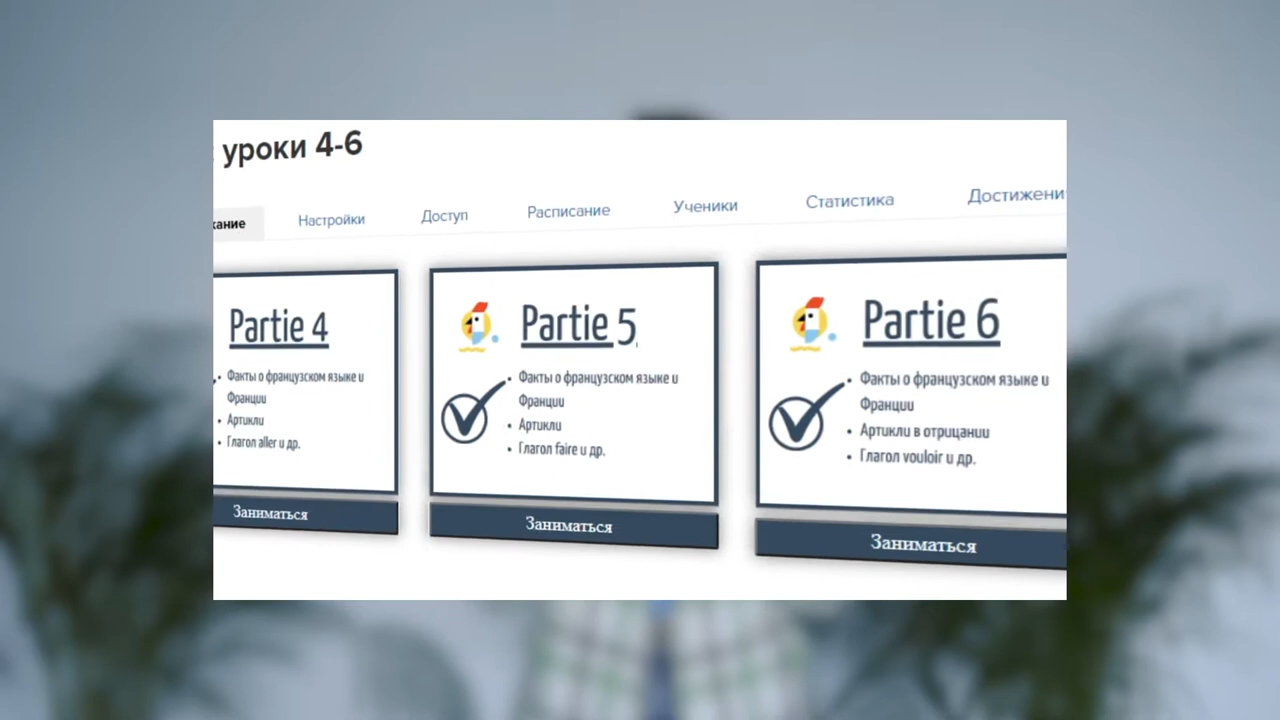 уроки 4-6
Настройки
Доступ
Расписание
Ученики
Статистика
Partie 4
• Факты о французском языке и
Франции
• Артикли
• Глагол aller и др.
Заниматься
Partie 5
• Факты о французском языке и
Франции
• Артикли
• Глагол faire и др.
Заниматься
Partie 6
• Факты о французском языке и
Франции
• Артикли в отрицании
• Глагол vouloir и др.
Заниматься